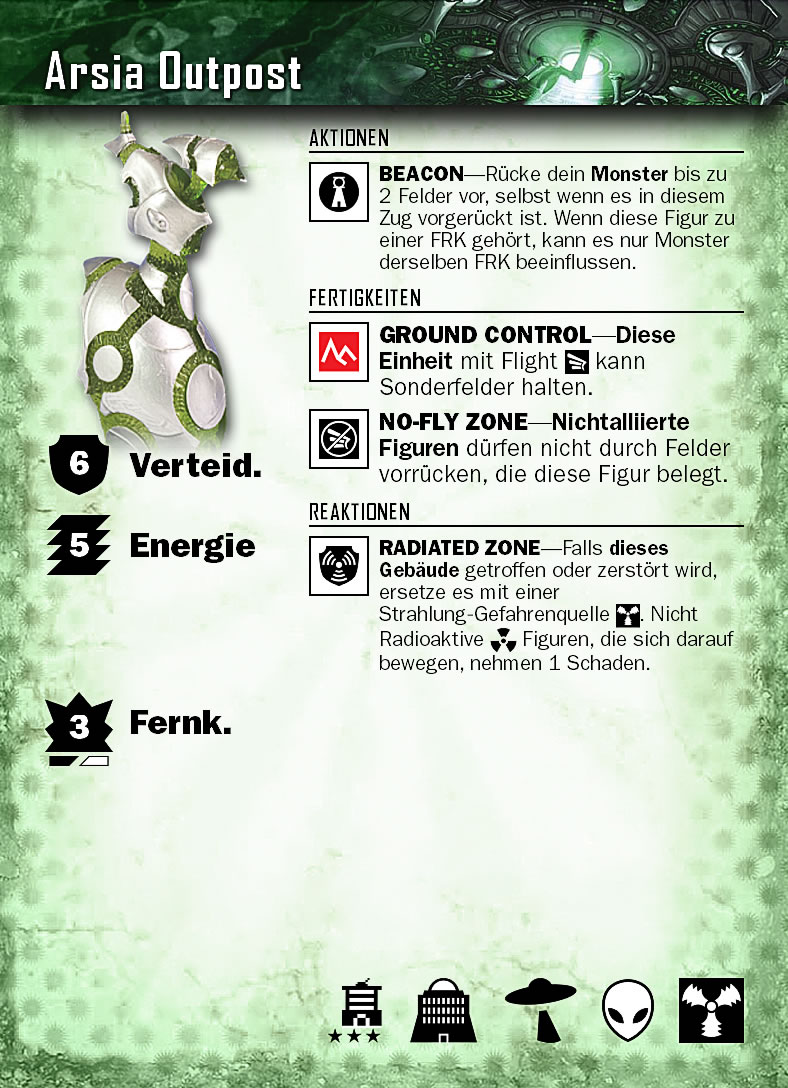 Arsia Outpost
AKTIONEN
BEACON—Rücke dein Monster bis zu
2 Felder vor, selbst wenn es in diesem
Zug vorgerückt ist. Wenn diese Figur zu
einer FRK gehört, kann es nur Monster
derselben FRK beeinflussen.
FERTIGKEITEN
GROUND CONTROL—Diese
Einheit mit Flight kann
Sonderfelder halten.
NO-FLY ZONE—Nichtalliierte
Figuren dürfen nicht durch Felder
vorrücken, die diese Figur belegt.
REAKTIONEN
RADIATED ZONE—Falls dieses
Gebäude getroffen oder zerstört wird,
ersetze es mit einer
Strahlung-Gefahrenquelle . Nicht
Radioaktive Figuren, die sich darauf
bewegen, nehmen 1 Schaden.
6 Verteid.
5 Energie
3 Fernk.